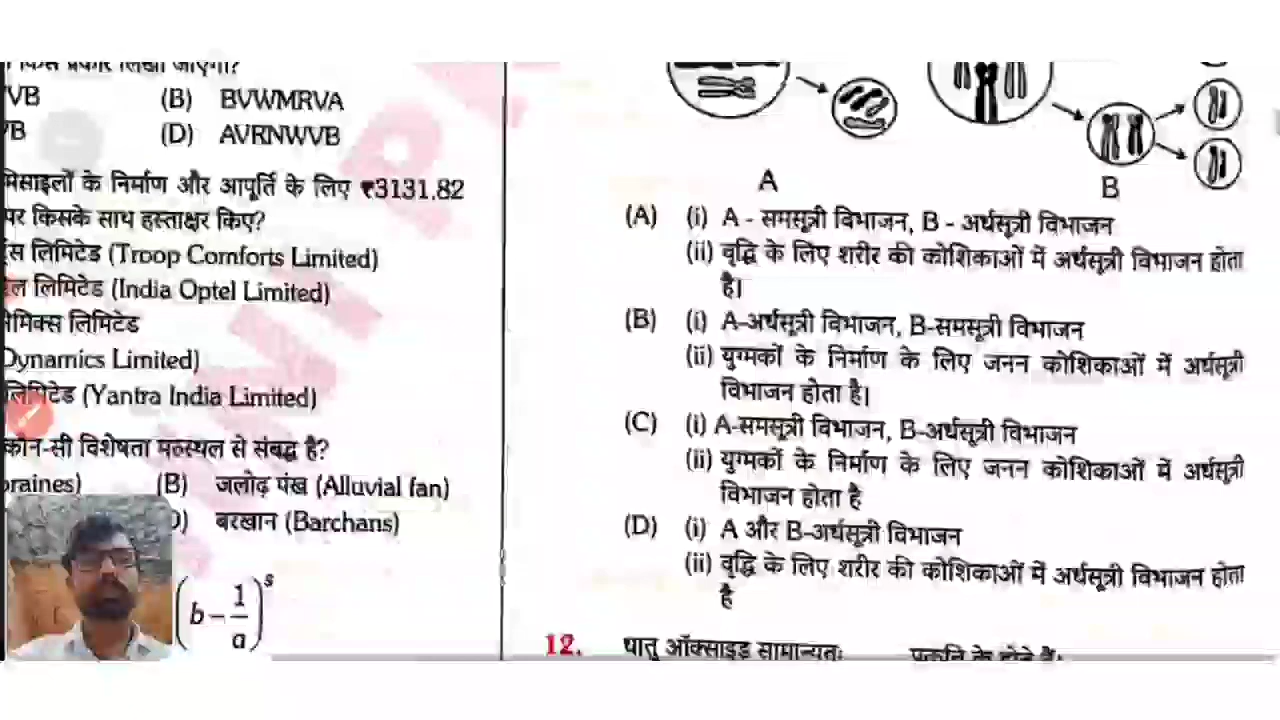 किस प्रकार लिखा जाएगा?
VB (B) BVWMRVA
VB (D) AVRNWVB
मिसाइलों के निर्माण और आपूर्ति के लिए ₹3131.82
पर किसके साथ हस्ताक्षर किए?
लिमिटेड (Troop Comforts Limited)
लिमिटेड (India Optel Limited)
लिमिटेड
Dynamics Limited)
लिमिटेड (Yantra India Limited)
कौन-सी विशेषता मरुस्थल से संबद्ध है?
raines) (B) जलोढ़ पंख (Alluvial fan)
D) बरखान (Barchans)
(b - 1/a)^s
A B
(A) (i) A - समसूत्री विभाजन, B - अर्धसूत्री विभाजन
(ii) वृद्धि के लिए शरीर की कोशिकाओं में अर्धसूत्री विभाजन होता
है।
(B) (i) A-अर्धसूत्री विभाजन, B-समसूत्री विभाजन
(ii) युग्मकों के निर्माण के लिए जनन कोशिकाओं में अर्धसूत्री
विभाजन होता है।
(C) (i) A-समसूत्री विभाजन, B-अर्धसूत्री विभाजन
(ii) युग्मकों के निर्माण के लिए जनन कोशिकाओं में अर्धसूत्री
विभाजन होता है
(D) (i) A और B-अर्धसूत्री विभाजन
(ii) वृद्धि के लिए शरीर की कोशिकाओं में अर्धसूत्री विभाजन होता
है
12. धातु ऑक्साइड सामान्यतः प्रकृति के होते हैं।